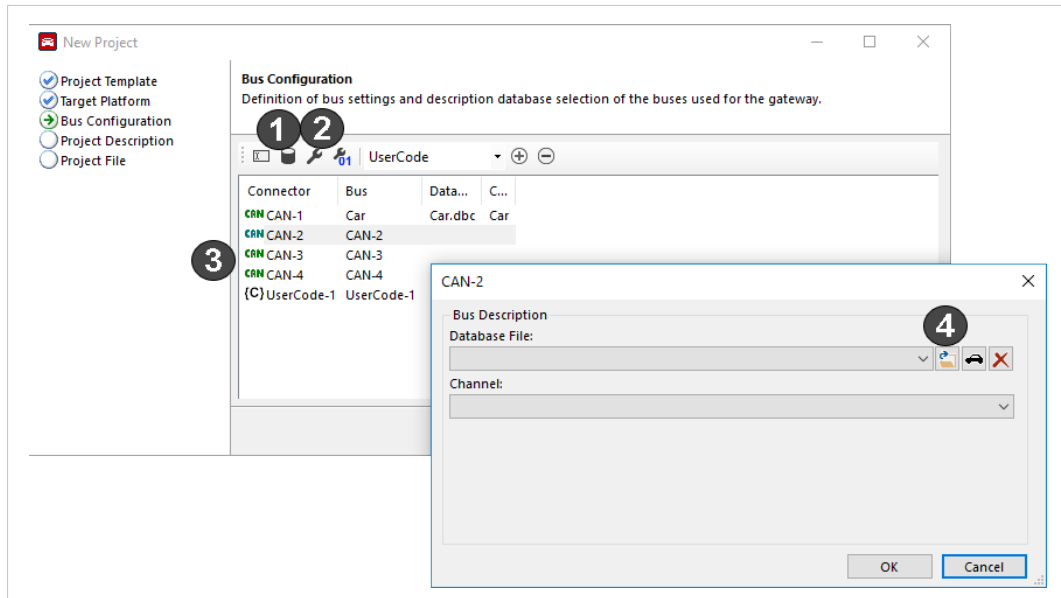 New Project
Project Template
Target Platform
Bus Configuration
Project Description
Project File
Bus Configuration
Definition of bus settings and description database selection of the buses used for the gateway.
1 2
01 UserCode
Connector Bus Data... C...
CAN CAN-1 Car Car.dbc Car
CAN CAN-2 CAN-2
3
CAN CAN-3 CAN-3
CAN CAN-4 CAN-4
{C} UserCode-1 UserCode-1
CAN-2
Bus Description
4
Database File:
Channel:
OK Cancel